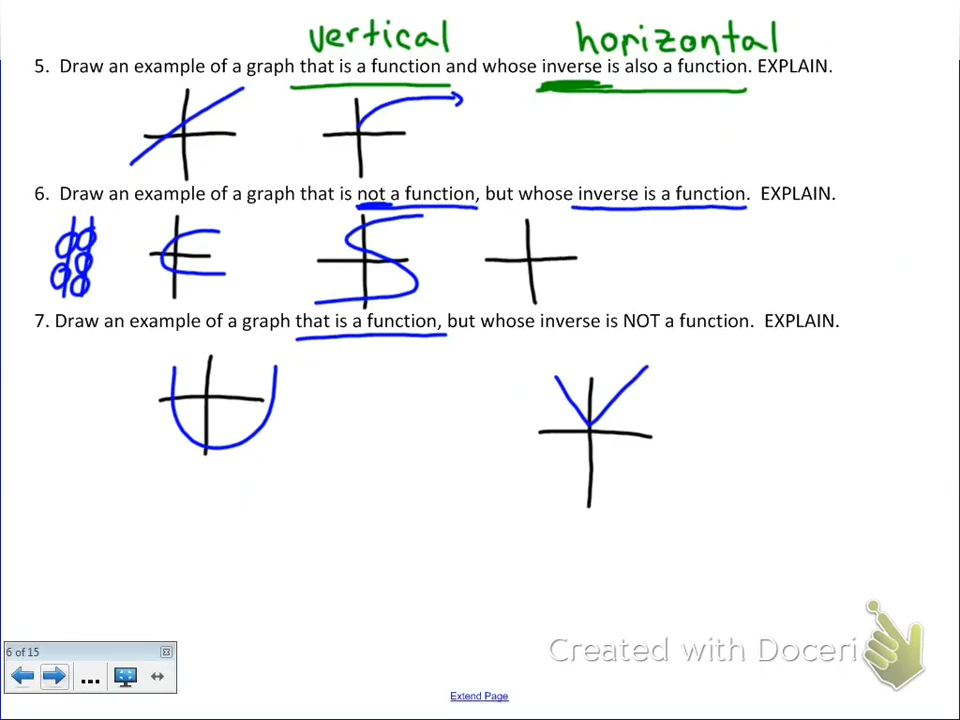 vertical horizontal
5. Draw an example of a graph that is a function and whose inverse is also a function. EXPLAIN.
6. Draw an example of a graph that is not a function, but whose inverse is a function. EXPLAIN.
7. Draw an example of a graph that is a function, but whose inverse is NOT a function. EXPLAIN.
Created with Doceri
6 of 15
...
Extend Page